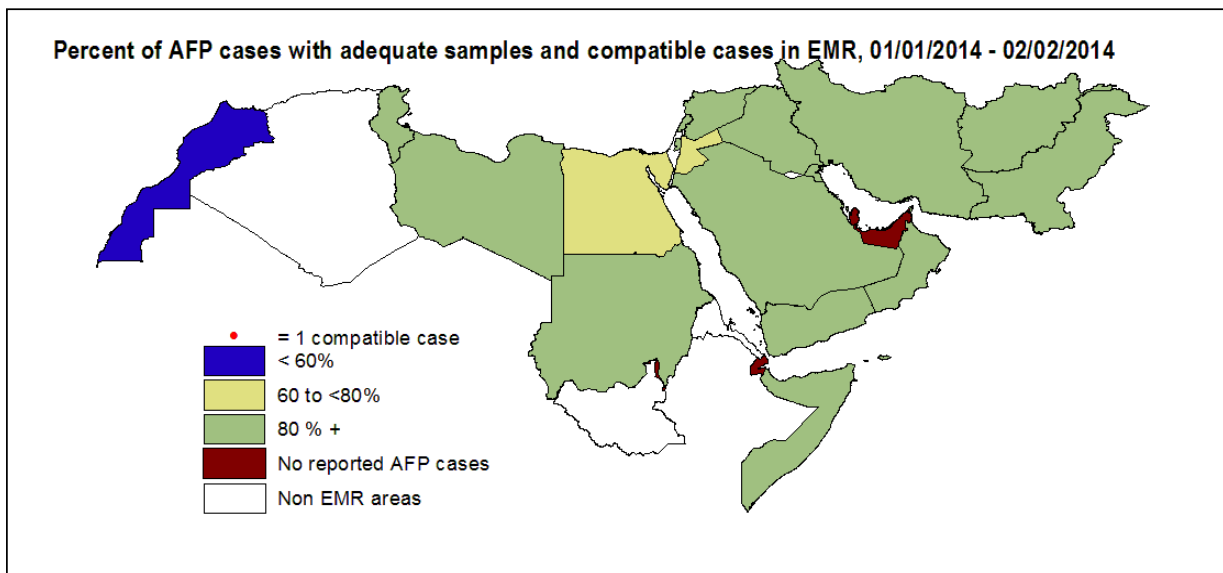 Percent of AFP cases with adequate samples and compatible cases in EMR, 01/01/2014 - 02/02/2014
= 1 compatible case
< 60%
60 to <80%
80 % +
No reported AFP cases
Non EMR areas